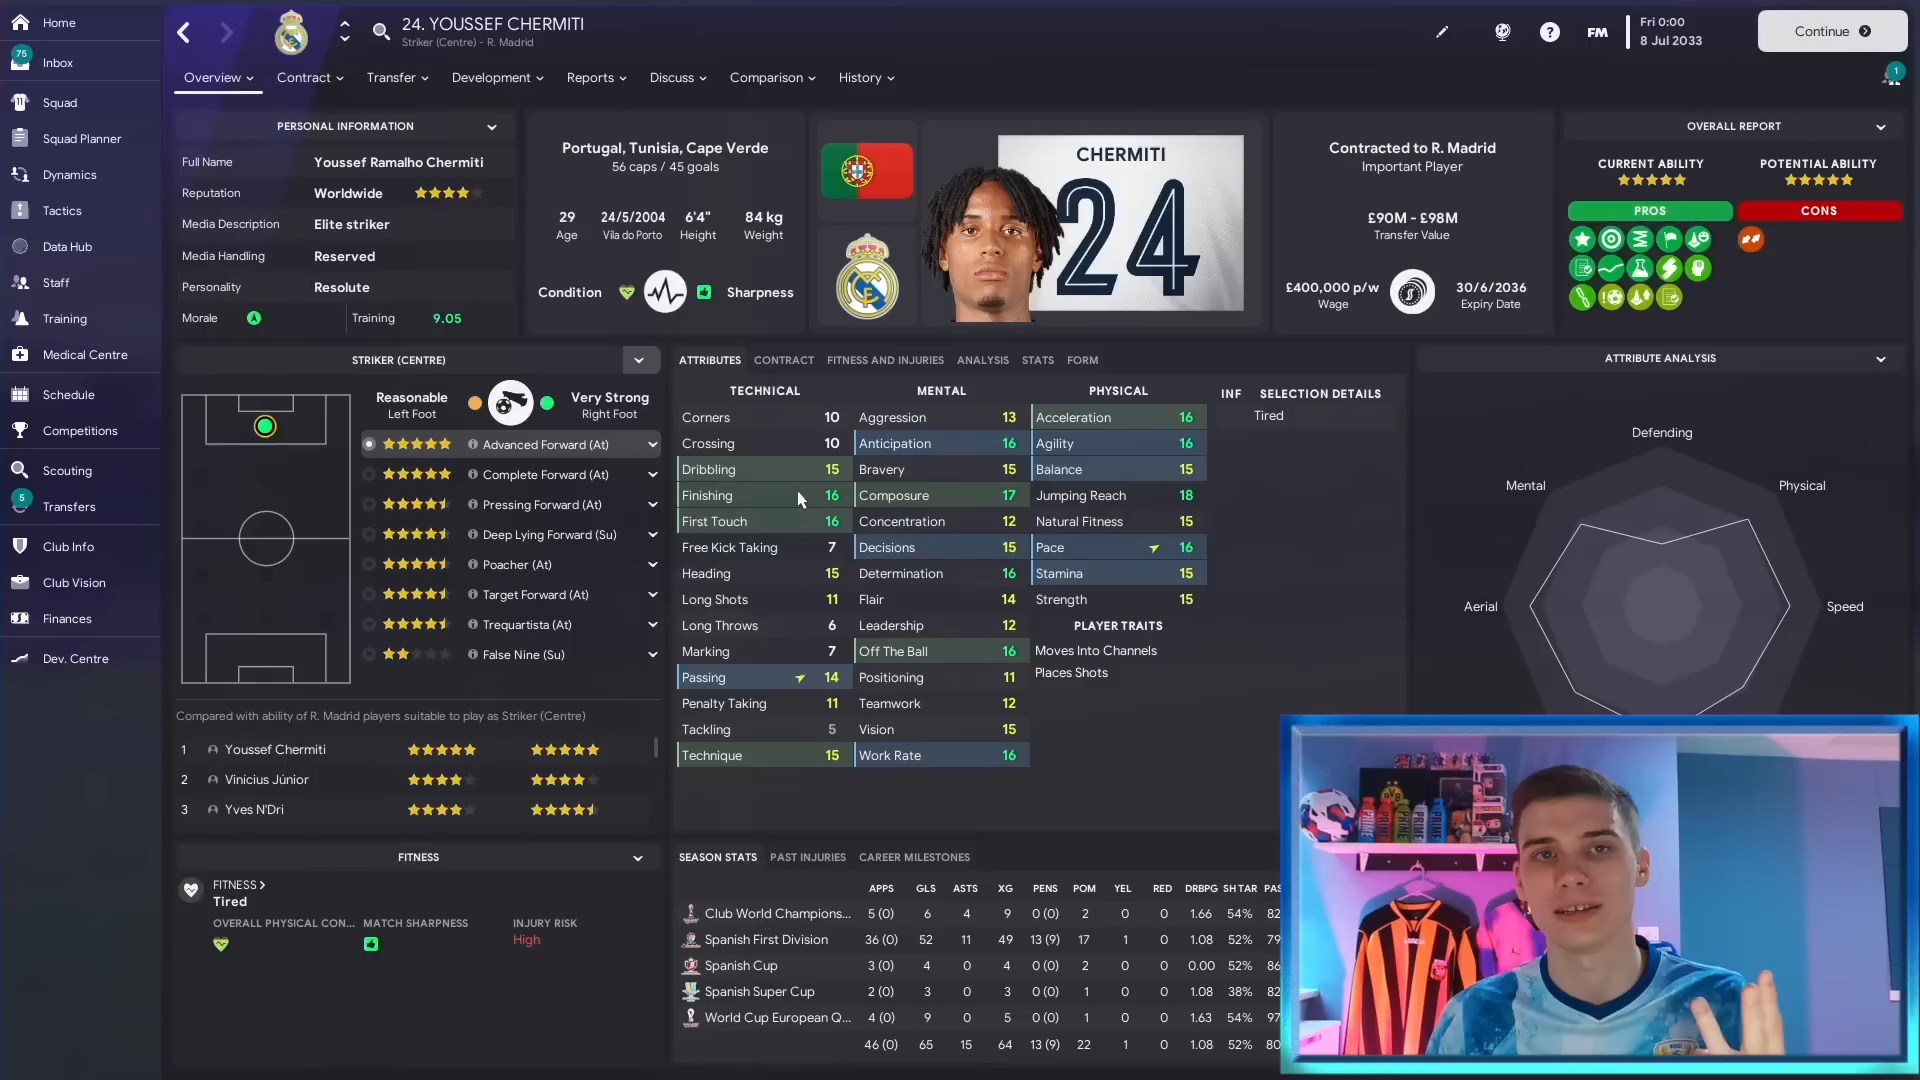 Home
24. YOUSSEF CHERMITI
Striker (Centre) - R. Madrid
FM
Fri 0:00
8 Jul 2033
Continue
75
Inbox
Squad
Squad Planner
Dynamics
Tactics
Data Hub
Staff
Training
Medical Centre
Schedule
Competitions
Scouting
5
Transfers
Club Info
Club Vision
Finances
Dev. Centre
Overview Contract Transfer Development Reports Discuss Comparison History
1
PERSONAL INFORMATION
Full Name Youssef Ramalho Chermiti
Reputation Worldwide
Media Description Elite striker
Media Handling Reserved
Personality Resolute
Morale Training 9.05
Portugal, Tunisia, Cape Verde
56 caps / 45 goals
29 24/5/2004 6'4" 84 kg
Age Vila do Porto Height Weight
Condition Sharpness
CHERMITI
24
Contracted to R. Madrid
Important Player
£90M - £98M
Transfer Value
£400,000 p/w 30/6/2036
Wage Expiry Date
OVERALL REPORT
CURRENT ABILITY POTENTIAL ABILITY
PROS CONS
STRIKER (CENTRE)
Reasonable Very Strong
Left Foot Right Foot
Advanced Forward (At)
Complete Forward (At)
Pressing Forward (At)
Deep Lying Forward (Su)
Poacher (At)
Target Forward (At)
Trequartista (At)
False Nine (Su)
Compared with ability of R. Madrid players suitable to play as Striker (Centre)
1 Youssef Chermiti
2 Vinícius Júnior
3 Yves N'Dri
FITNESS
FITNESS
Tired
OVERALL PHYSICAL CON... MATCH SHARPNESS INJURY RISK
High
ATTRIBUTES CONTRACT FITNESS AND INJURIES ANALYSIS STATS FORM
TECHNICAL MENTAL PHYSICAL INF SELECTION DETAILS
Corners 10 Aggression 13 Acceleration 16 Tired
Crossing 10 Anticipation 16 Agility 16
Dribbling 15 Bravery 15 Balance 15
Finishing 16 Composure 17 Jumping Reach 18
First Touch 16 Concentration 12 Natural Fitness 15
Free Kick Taking 7 Decisions 15 Pace 16
Heading 15 Determination 16 Stamina 15
Long Shots 11 Flair 14 Strength 15
Long Throws 6 Leadership 12 PLAYER TRAITS
Marking 7 Off The Ball 16 Moves Into Channels
Passing 14 Positioning 11 Places Shots
Penalty Taking 11 Teamwork 12
Tackling 5 Vision 15
Technique 15 Work Rate 16
ATTRIBUTE ANALYSIS
Defending
Mental Physical
Aerial Speed
SEASON STATS PAST INJURIES CAREER MILESTONES
APPS GLS ASTS XG PENS POM YEL RED DRBPG SH TAR PAS
Club World Champions... 5 (0) 6 4 9 0 (0) 2 0 0 1.66 54% 82
Spanish First Division 36 (0) 52 11 49 13 (9) 17 1 0 1.08 52% 79
Spanish Cup 3 (0) 4 0 4 0 (0) 2 0 0 0.00 52% 86
Spanish Super Cup 2 (0) 3 0 3 0 (0) 1 0 0 1.08 38% 82
World Cup European Q... 4 (0) 9 0 5 0 (0) 1 0 0 1.63 54% 97
46 (0) 65 15 64 13 (9) 22 1 0 1.08 52% 80
PRIME PRIME PRIME PRIME